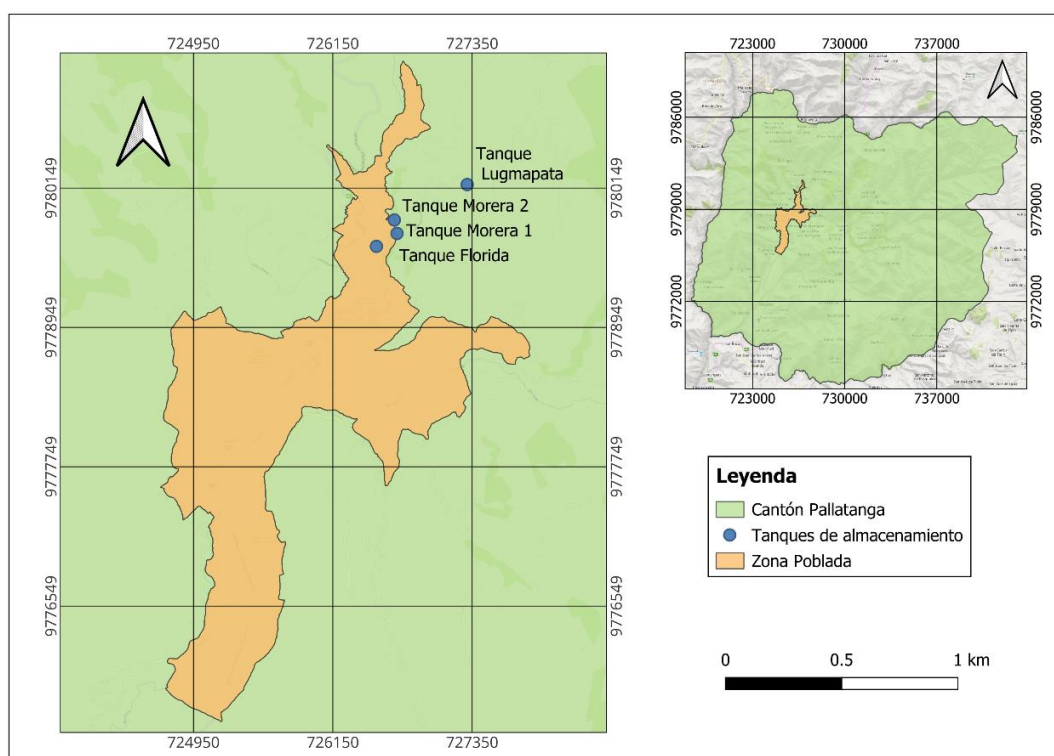 724950
726150
727350
9780149
9780149
Tanque
Lugmapata
Tanque Morera 2
Tanque Morera 1
Tanque Florida
9778949
9778949
9777749
9777749
9776549
9776549
724950
726150
727350
723000
730000
737000
9786000
9786000
9779000
9779000
9772000
9772000
723000
730000
737000
Leyenda
Cantón Pallatanga
Tanques de almacenamiento
Zona Poblada
0
0.5
1 km